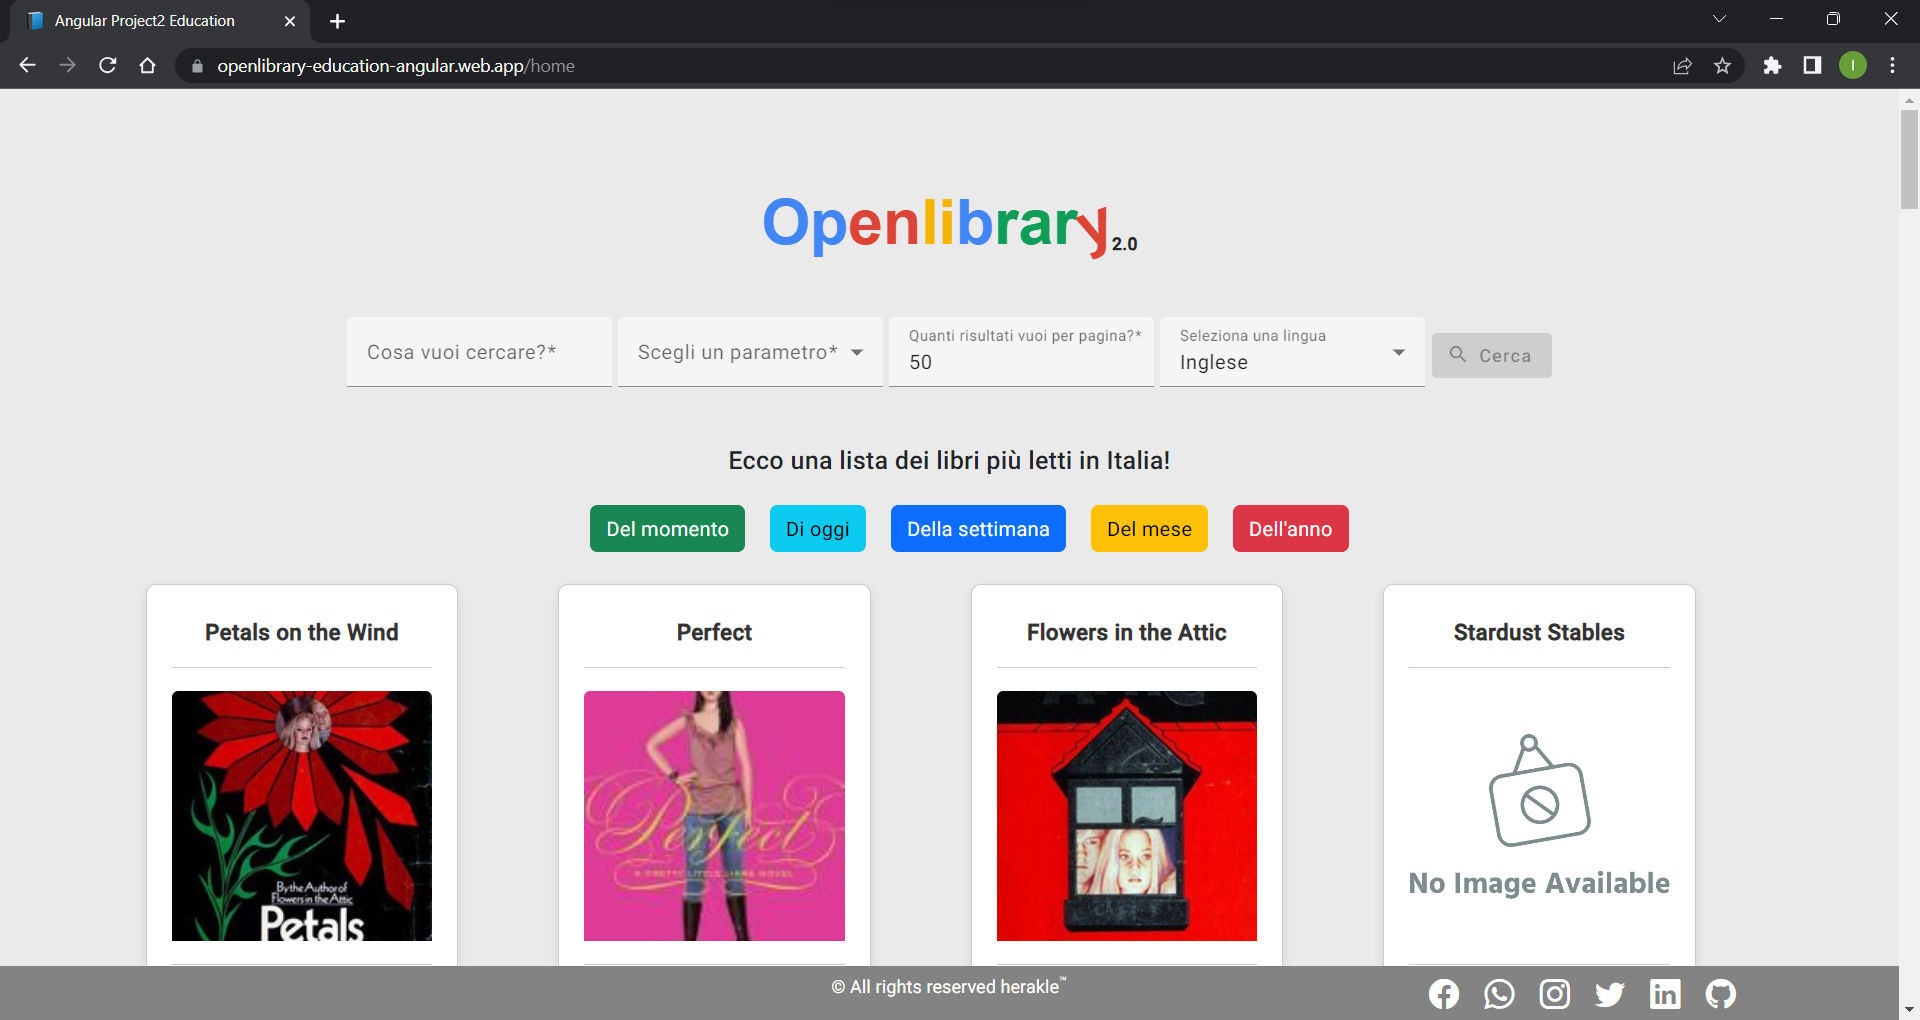 Angular Project2 Education
openlibrary-education-angular.web.app/home
I
Openlibrary 2.0
Cosa vuoi cercare?*
Scegli un parametro*
Quanti risultati vuoi per pagina?*
50
Seleziona una lingua
Inglese
Cerca
Ecco una lista dei libri più letti in Italia!
Del momento
Di oggi
Della settimana
Del mese
Dell'anno
Petals on the Wind
By the Author of
Flowers in the Attic
Petals
Perfect
Perfect
A PRETTY LITTLE LIARS NOVEL
Flowers in the Attic
Stardust Stables
No Image Available
© All rights reserved herakle™